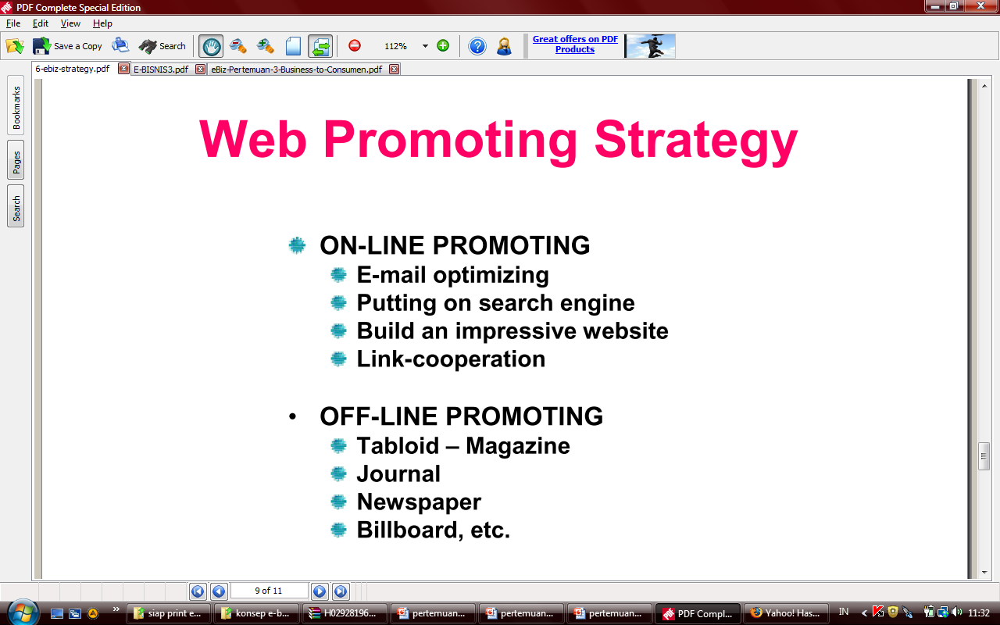 PDF Complete Special Edition
File Edit View Help
Save a Copy Search 112% Great offers on PDF
Products
6-ebiz-strategy.pdf E-BISNIS3.pdf eBiz-Pertemuan-3-Business-to-Consumen.pdf
Bookmarks
Pages
Search
Web Promoting Strategy
ON-LINE PROMOTING
E-mail optimizing
Putting on search engine
Build an impressive website
Link-cooperation
• OFF-LINE PROMOTING
Tabloid – Magazine
Journal
Newspaper
Billboard, etc.
9 of 11
siap print e... konsep e-b... H02928196... pertemuan... pertemuan... pertemuan... PDF Compl... Yahoo! Has... IN 11:32